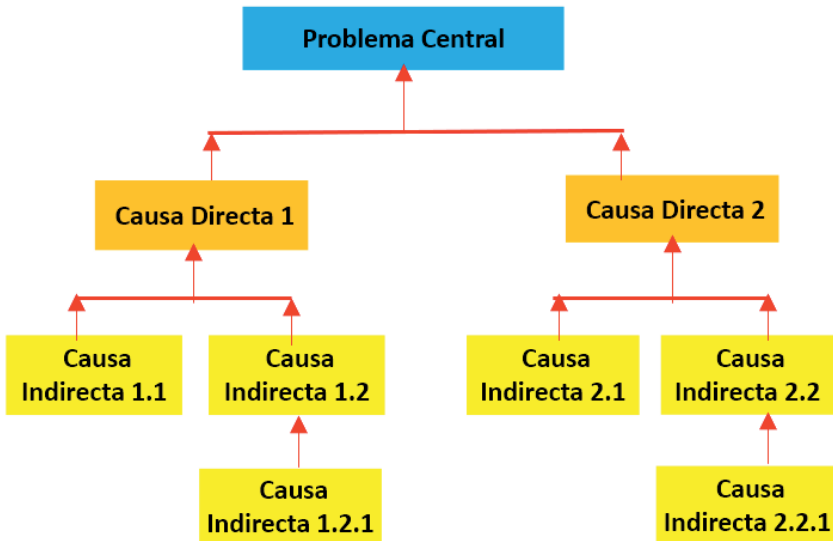 Problema Central
Causa Directa 1
Causa Directa 2
Causa
Indirecta 1.1
Causa
Indirecta 1.2
Causa
Indirecta 2.1
Causa
Indirecta 2.2
Causa
Indirecta 1.2.1
Causa
Indirecta 2.2.1